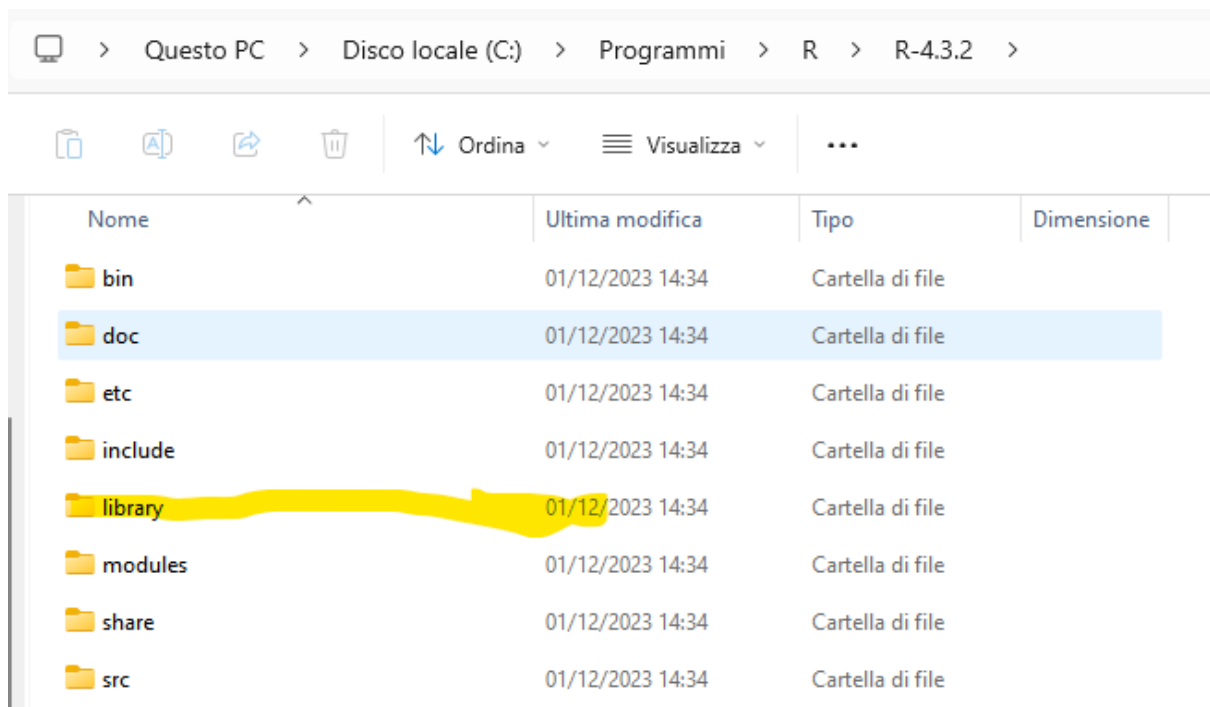 Questo PC > Disco locale (C:) > Programmi > R > R-4.3.2 >
Ordina Visualizza ...
Nome Ultima modifica Tipo Dimensione
bin 01/12/2023 14:34 Cartella di file
doc 01/12/2023 14:34 Cartella di file
etc 01/12/2023 14:34 Cartella di file
include 01/12/2023 14:34 Cartella di file
library 01/12/2023 14:34 Cartella di file
modules 01/12/2023 14:34 Cartella di file
share 01/12/2023 14:34 Cartella di file
src 01/12/2023 14:34 Cartella di file